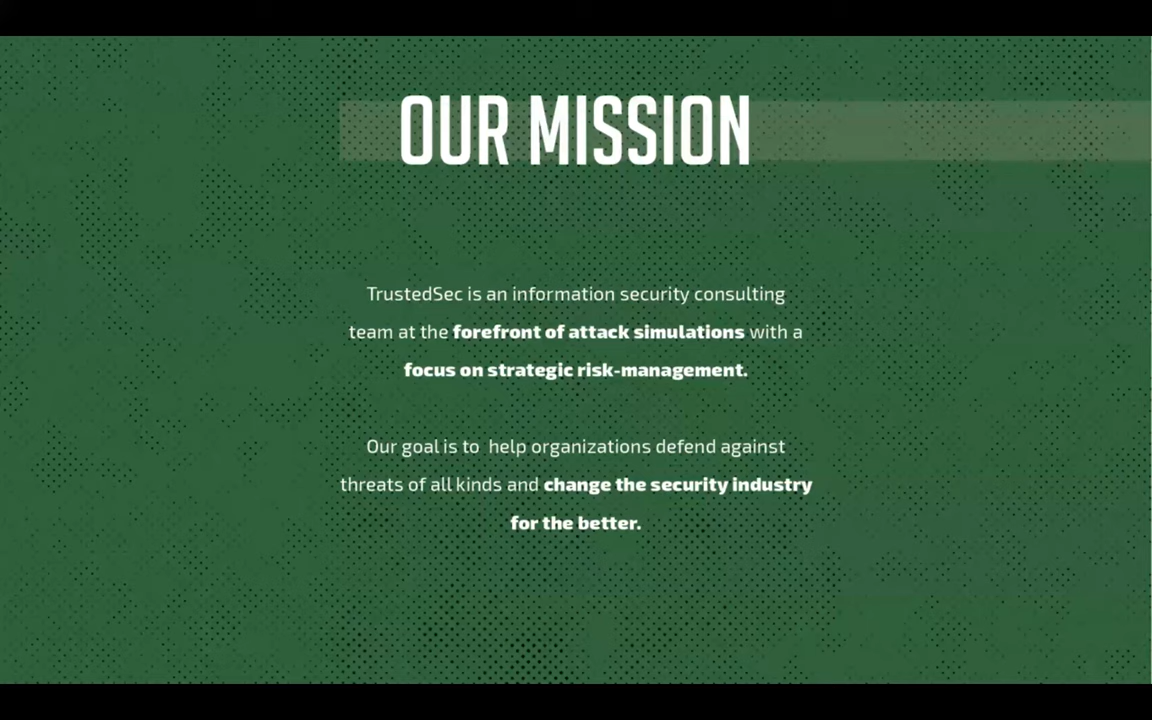 OUR MISSION
TrustedSec is an information security consulting
team at the forefront of attack simulations with a
focus on strategic risk-management.
Our goal is to  help organizations defend against
threats of all kinds and change the security industry
for the better.